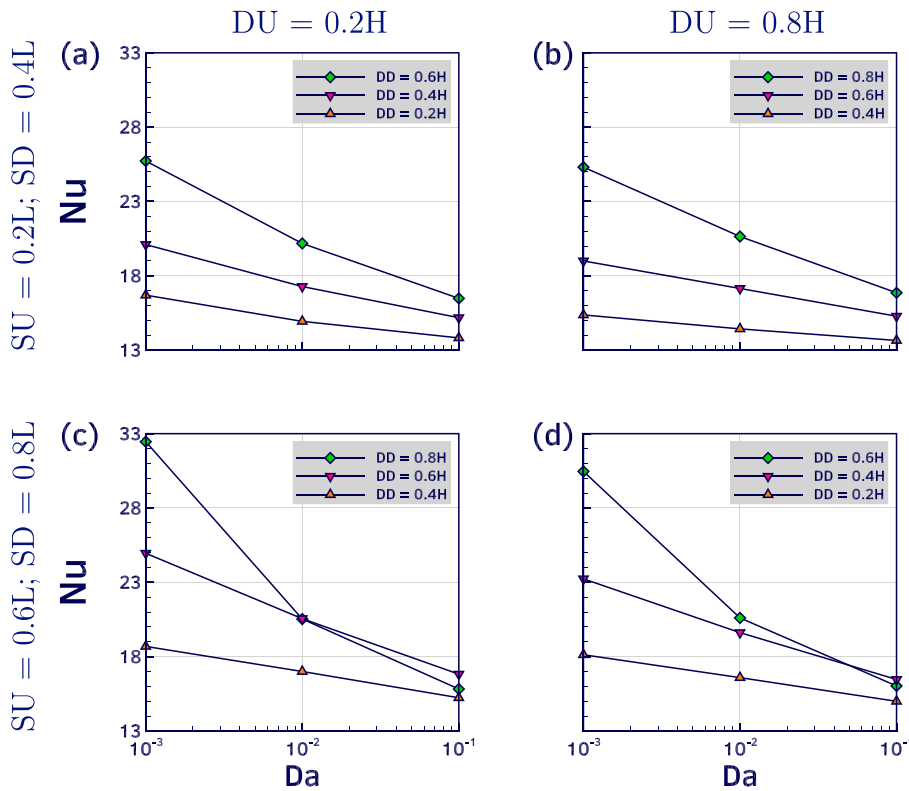 DU = 0.2H
DU = 0.8H
SU = 0.2L; SD = 0.4L
(a)
33
28
23
18
13
Nu
DD = 0.6H
DD = 0.4H
DD = 0.2H
(b)
DD = 0.8H
DD = 0.6H
DD = 0.4H
SU = 0.6L; SD = 0.8L
(c)
33
28
23
18
13
Nu
DD = 0.8H
DD = 0.6H
DD = 0.4H
10⁻³
10⁻²
10⁻¹
Da
(d)
DD = 0.6H
DD = 0.4H
DD = 0.2H
10⁻³
10⁻²
10⁻¹
Da